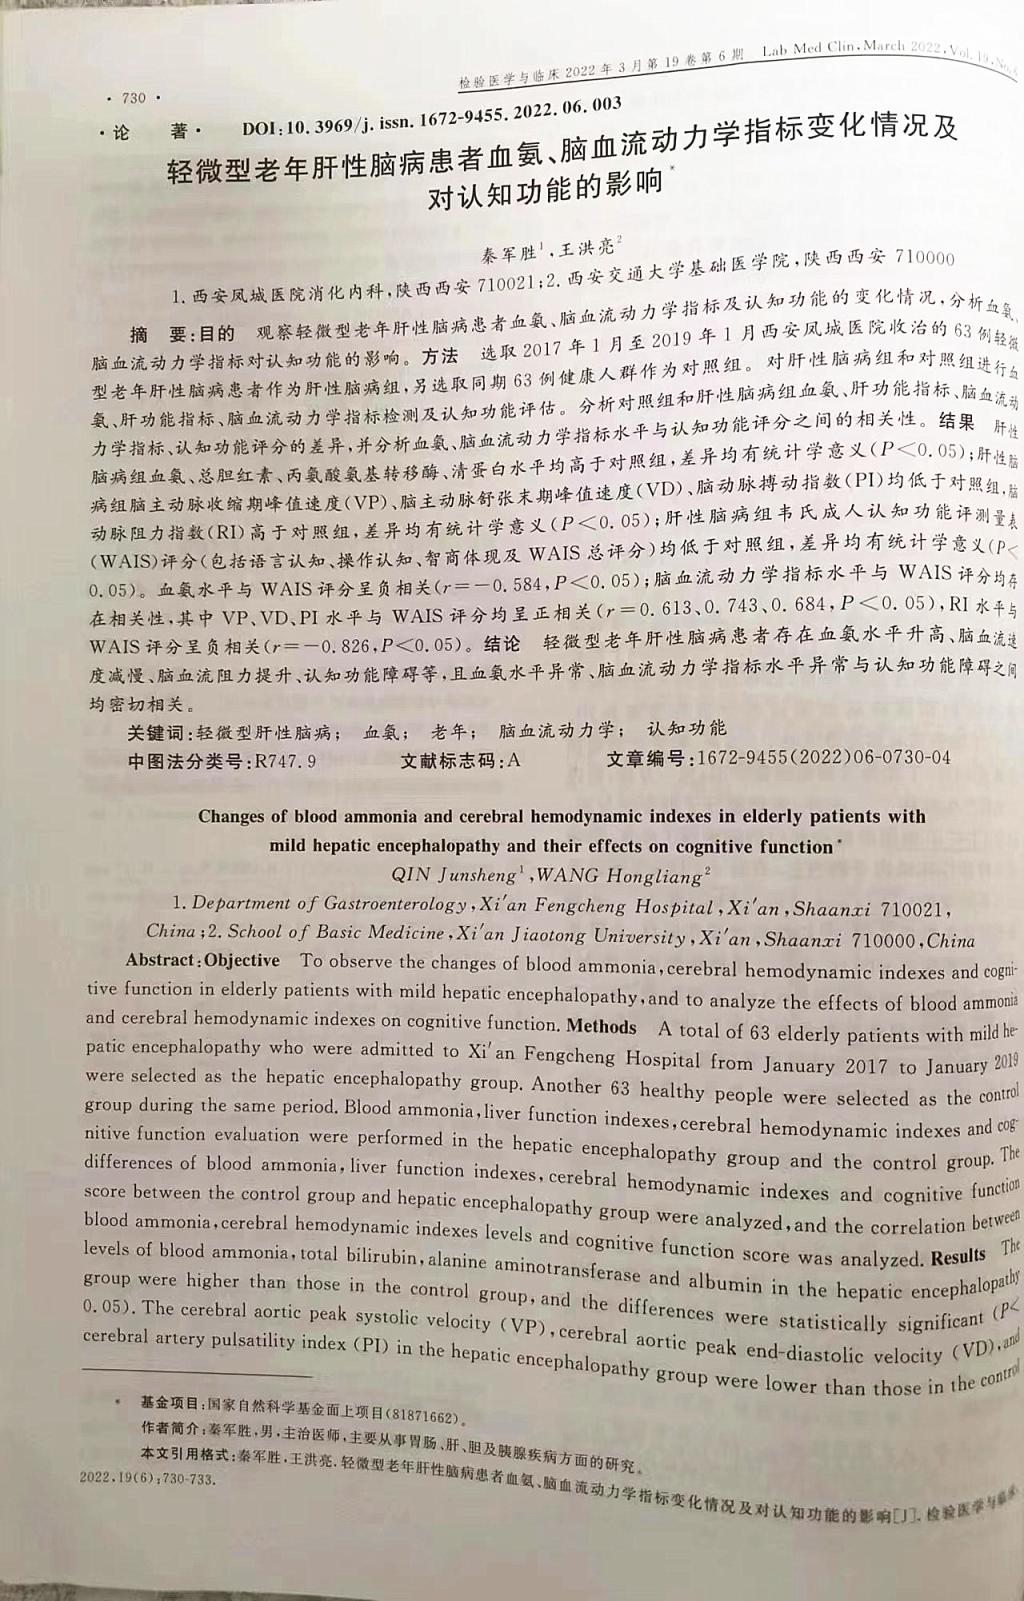 检验医学与临床 2022 年 3 月第 19 卷第 6 期 Lab Med Clin, March 2022, Vol. 19, No.6
· 730 ·
· 论 著 · DOI:10.3969/j.issn.1672-9455.2022.06.003
轻微型老年肝性脑病患者血氨、脑血流动力学指标变化情况及
对认知功能的影响*
秦军胜1,王洪亮2
1.西安凤城医院消化内科,陕西西安 710021;2.西安交通大学基础医学院,陕西西安 710000
摘 要:目的 观察轻微型老年肝性脑病患者血氨、脑血流动力学指标及认知功能的变化情况,分析血氨、
脑血流动力学指标对认知功能的影响。方法 选取 2017 年 1 月至 2019 年 1 月西安凤城医院收治的 63 例轻微
型老年肝性脑病患者作为肝性脑病组,另选取同期 63 例健康人群作为对照组。对肝性脑病组和对照组进行血
氨、肝功能指标、脑血流动力学指标检测及认知功能评估。分析对照组和肝性脑病组血氨、肝功能指标、脑血流动
力学指标、认知功能评分的差异,并分析血氨、脑血流动力学指标水平与认知功能评分之间的相关性。结果 肝性
脑病组血氨、总胆红素、丙氨酸氨基转移酶、清蛋白水平均高于对照组,差异均有统计学意义(P<0.05);肝性脑
病组脑主动脉收缩期峰值速度(VP)、脑主动脉舒张末期峰值速度(VD)、脑动脉搏动指数(PI)均低于对照组,脑
动脉阻力指数(RI)高于对照组,差异均有统计学意义(P<0.05);肝性脑病组韦氏成人认知功能评测量表
(WAIS)评分(包括语言认知、操作认知、智商体现及 WAIS 总评分)均低于对照组,差异均有统计学意义(P<
0.05)。血氨水平与 WAIS 评分呈负相关(r=-0.584,P<0.05);脑血流动力学指标水平与 WAIS 评分均存
在相关性,其中 VP、VD、PI 水平与 WAIS 评分均呈正相关(r=0.613、0.743、0.684,P<0.05),RI 水平与
WAIS 评分呈负相关(r=-0.826,P<0.05)。结论 轻微型老年肝性脑病患者存在血氨水平升高、脑血流速
度减慢、脑血流阻力提升、认知功能障碍等,且血氨水平异常、脑血流动力学指标水平异常与认知功能障碍之间
均密切相关。
关键词:轻微型肝性脑病; 血氨; 老年; 脑血流动力学; 认知功能
中图法分类号:R747.9 文献标志码:A 文章编号:1672-9455(2022)06-0730-04
Changes of blood ammonia and cerebral hemodynamic indexes in elderly patients with
mild hepatic encephalopathy and their effects on cognitive function*
QIN Junsheng1,WANG Hongliang2
1. Department of Gastroenterology,Xi'an Fengcheng Hospital,Xi'an,Shaanxi 710021,
China;2. School of Basic Medicine,Xi'an Jiaotong University,Xi'an,Shaanxi 710000,China
Abstract:Objective To observe the changes of blood ammonia,cerebral hemodynamic indexes and cogni-
tive function in elderly patients with mild hepatic encephalopathy,and to analyze the effects of blood ammonia
and cerebral hemodynamic indexes on cognitive function. Methods A total of 63 elderly patients with mild he-
patic encephalopathy who were admitted to Xi'an Fengcheng Hospital from January 2017 to January 2019
were selected as the hepatic encephalopathy group. Another 63 healthy people were selected as the control
group during the same period. Blood ammonia,liver function indexes,cerebral hemodynamic indexes and cog-
nitive function evaluation were performed in the hepatic encephalopathy group and the control group. The
differences of blood ammonia,liver function indexes,cerebral hemodynamic indexes and cognitive function
score between the control group and hepatic encephalopathy group were analyzed,and the correlation between
blood ammonia,cerebral hemodynamic indexes levels and cognitive function score was analyzed. Results The
levels of blood ammonia,total bilirubin,alanine aminotransferase and albumin in the hepatic encephalopathy
group were higher than those in the control group,and the differences were statistically significant (P<
0.05). The cerebral aortic peak systolic velocity (VP),cerebral aortic peak end-diastolic velocity (VD),and
cerebral artery pulsatility index (PI) in the hepatic encephalopathy group were lower than those in the control
* 基金项目:国家自然科学基金面上项目(81871662)。
作者简介:秦军胜,男,主治医师,主要从事胃肠、肝、胆及胰腺疾病方面的研究。
本文引用格式:秦军胜,王洪亮.轻微型老年肝性脑病患者血氨、脑血流动力学指标变化情况及对认知功能的影响[J].检验医学与临床,
2022,19(6):730-733.